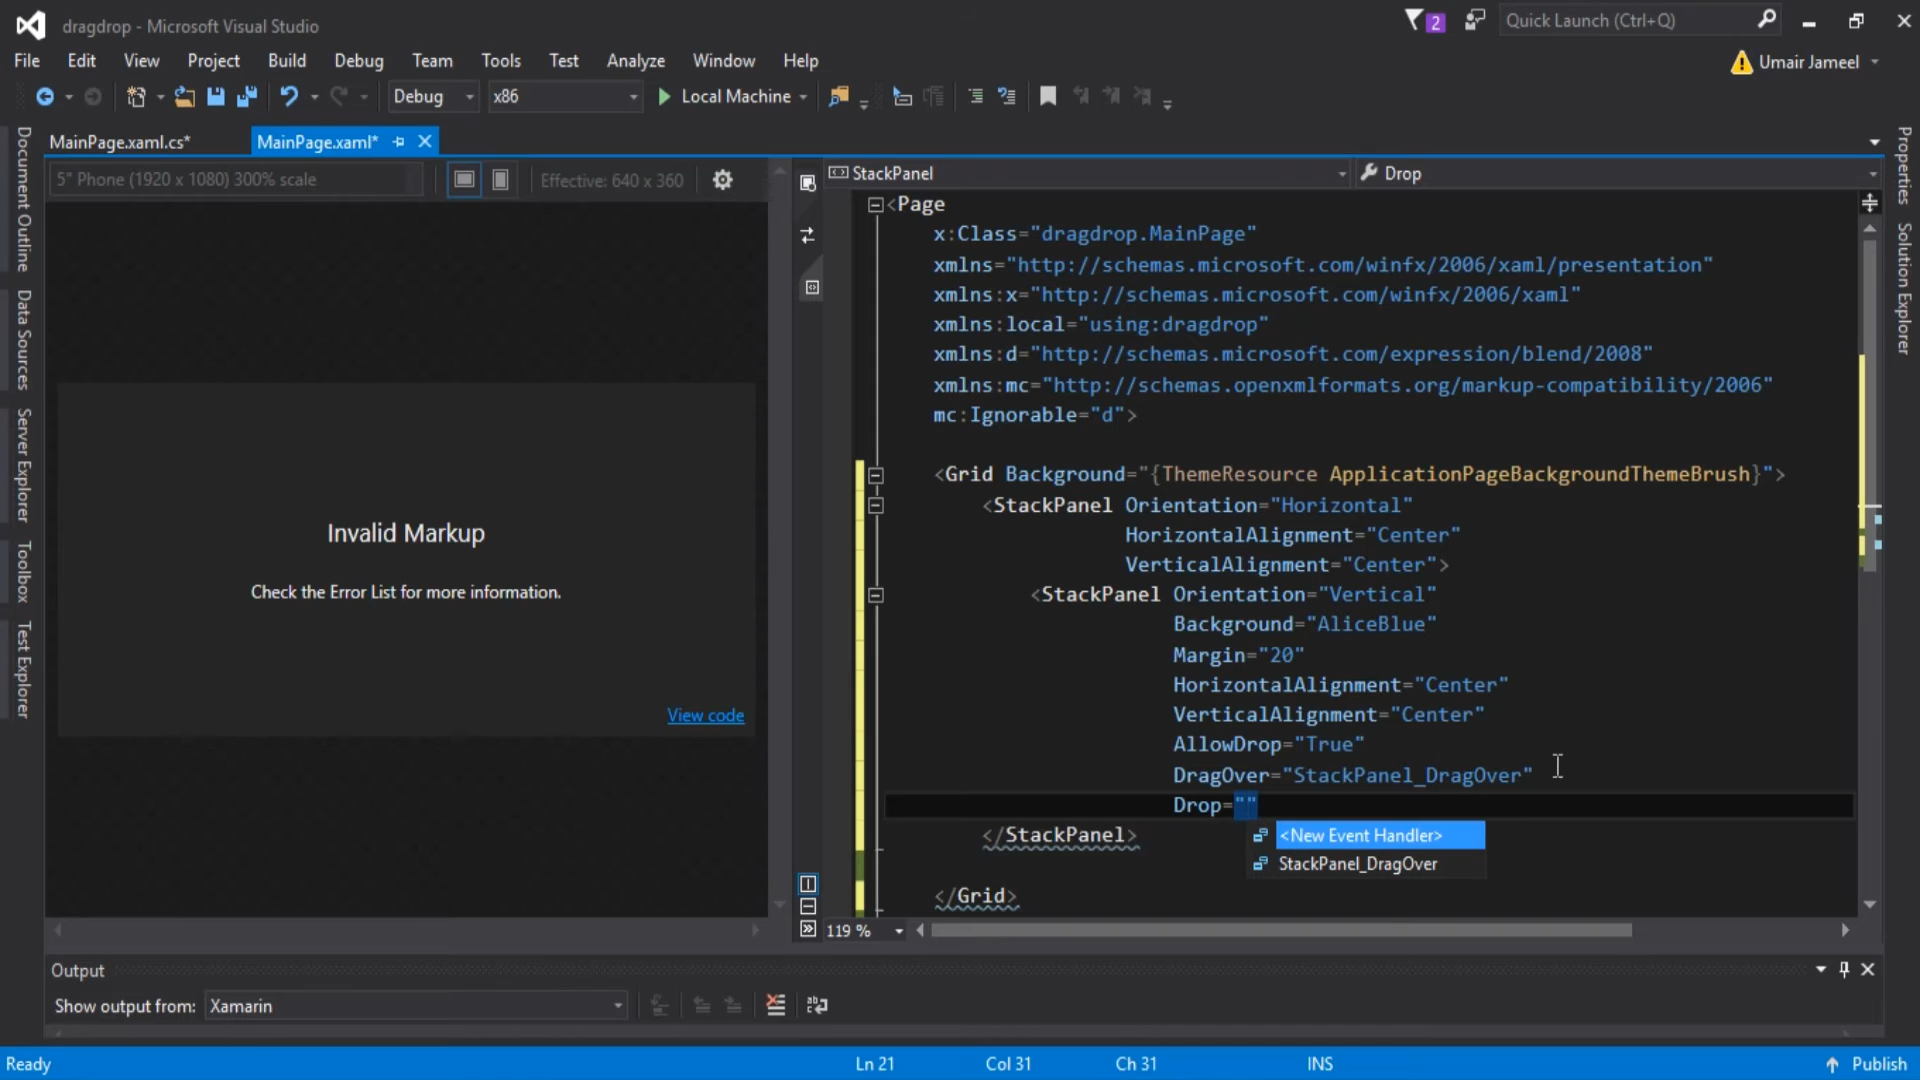 dragdrop - Microsoft Visual Studio
2
Quick Launch (Ctrl+Q)
File Edit View Project Build Debug Team Tools Test Analyze Window Help
Umair Jameel
Debug x86 Local Machine
MainPage.xaml.cs* MainPage.xaml*
5" Phone (1920 x 1080) 300% scale
Effective: 640 x 360
StackPanel
Drop
Document Outline
Data Sources
Server Explorer
Toolbox
Test Explorer
Properties
Solution Explorer
Invalid Markup
Check the Error List for more information.
View code
<Page
x:Class="dragdrop.MainPage"
xmlns="http://schemas.microsoft.com/winfx/2006/xaml/presentation"
xmlns:x="http://schemas.microsoft.com/winfx/2006/xaml"
xmlns:local="using:dragdrop"
xmlns:d="http://schemas.microsoft.com/expression/blend/2008"
xmlns:mc="http://schemas.openxmlformats.org/markup-compatibility/2006"
mc:Ignorable="d">
<Grid Background="{ThemeResource ApplicationPageBackgroundThemeBrush}">
<StackPanel Orientation="Horizontal"
HorizontalAlignment="Center"
VerticalAlignment="Center">
<StackPanel Orientation="Vertical"
Background="AliceBlue"
Margin="20"
HorizontalAlignment="Center"
VerticalAlignment="Center"
AllowDrop="True"
DragOver="StackPanel_DragOver"
Drop=""
</StackPanel>
<New Event Handler>
StackPanel_DragOver
</Grid>
119 %
Output
Show output from: Xamarin
Ready
Ln 21
Col 31
Ch 31
INS
Publish